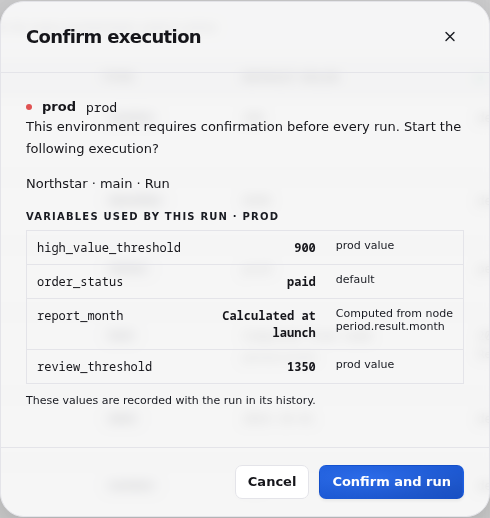 Confirm execution
prod prod
This environment requires confirmation before every run. Start the
following execution?
Northstar · main · Run
VARIABLES USED BY THIS RUN · PROD
high_value_threshold 900 prod value
order_status paid default
report_month Calculated at launch Computed from node period.result.month
review_threshold 1350 prod value
These values are recorded with the run in its history.
Cancel Confirm and run